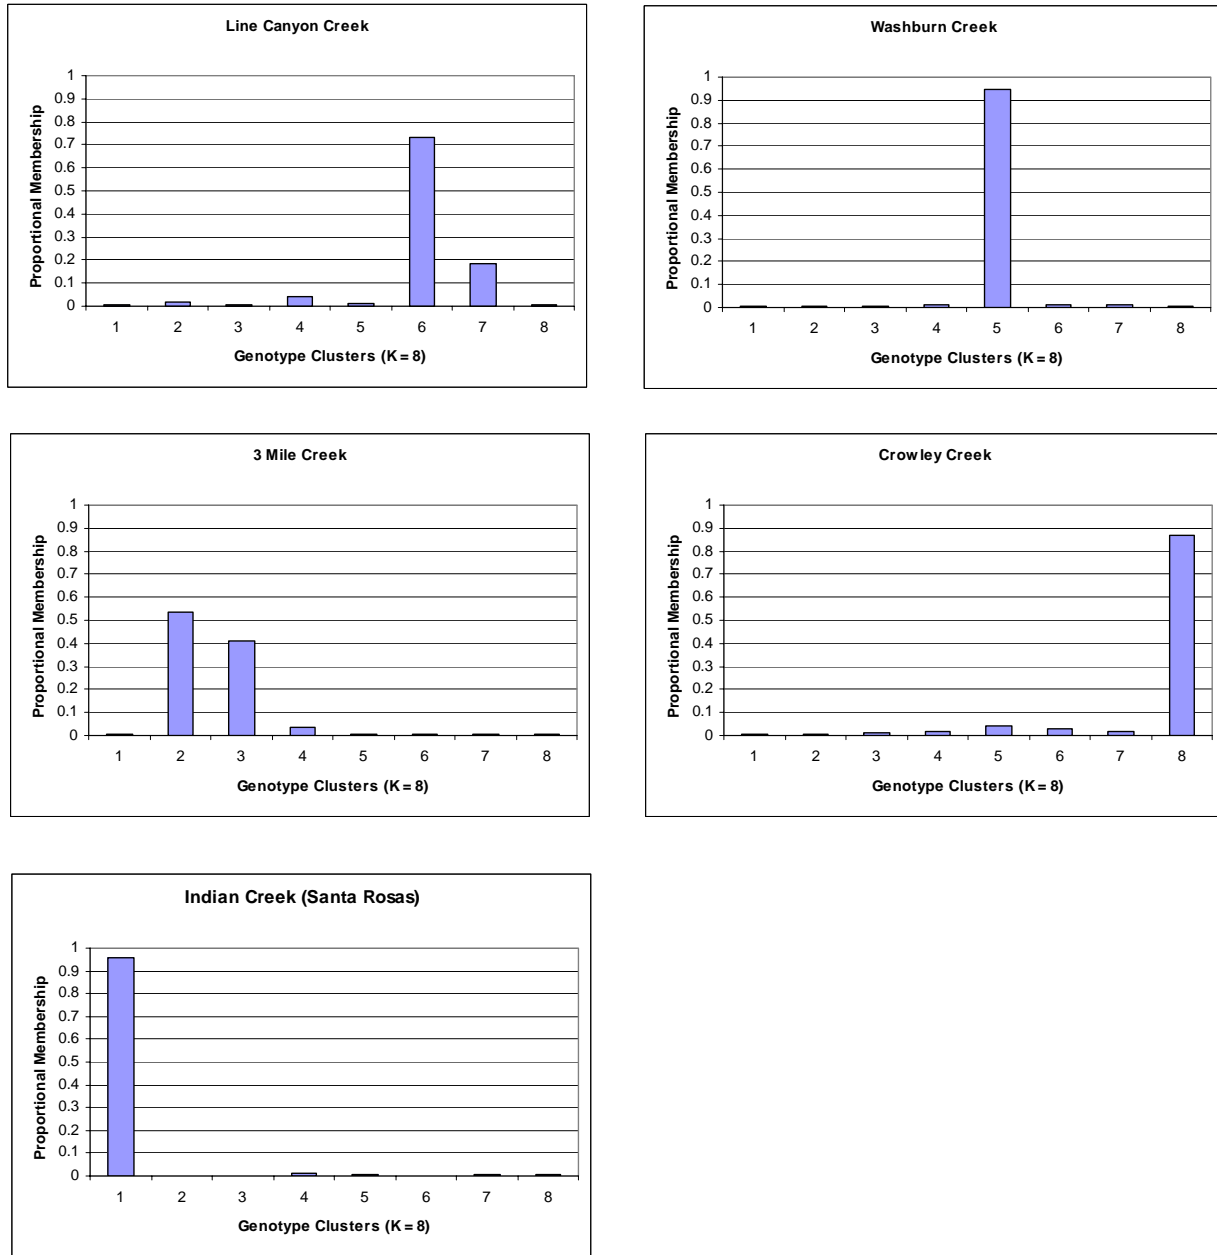 Line Canyon Creek
Proportional Membership
1
0.9
0.8
0.7
0.6
0.5
0.4
0.3
0.2
0.1
0
1 2 3 4 5 6 7 8
Genotype Clusters (K = 8)
Washburn Creek
Proportional Membership
1
0.9
0.8
0.7
0.6
0.5
0.4
0.3
0.2
0.1
0
1 2 3 4 5 6 7 8
Genotype Clusters (K = 8)
3 Mile Creek
Proportional Membership
1
0.9
0.8
0.7
0.6
0.5
0.4
0.3
0.2
0.1
0
1 2 3 4 5 6 7 8
Genotype Clusters (K = 8)
Crowley Creek
Proportional Membership
1
0.9
0.8
0.7
0.6
0.5
0.4
0.3
0.2
0.1
0
1 2 3 4 5 6 7 8
Genotype Clusters (K = 8)
Indian Creek (Santa Rosas)
Proportional Membership
1
0.9
0.8
0.7
0.6
0.5
0.4
0.3
0.2
0.1
0
1 2 3 4 5 6 7 8
Genotype Clusters (K = 8)